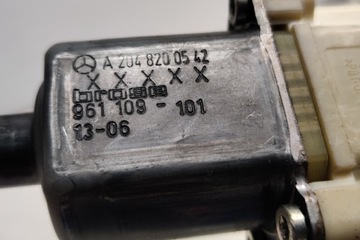 A 204 820 05 42
X X X X X
brose
961 109 - 101
13-06